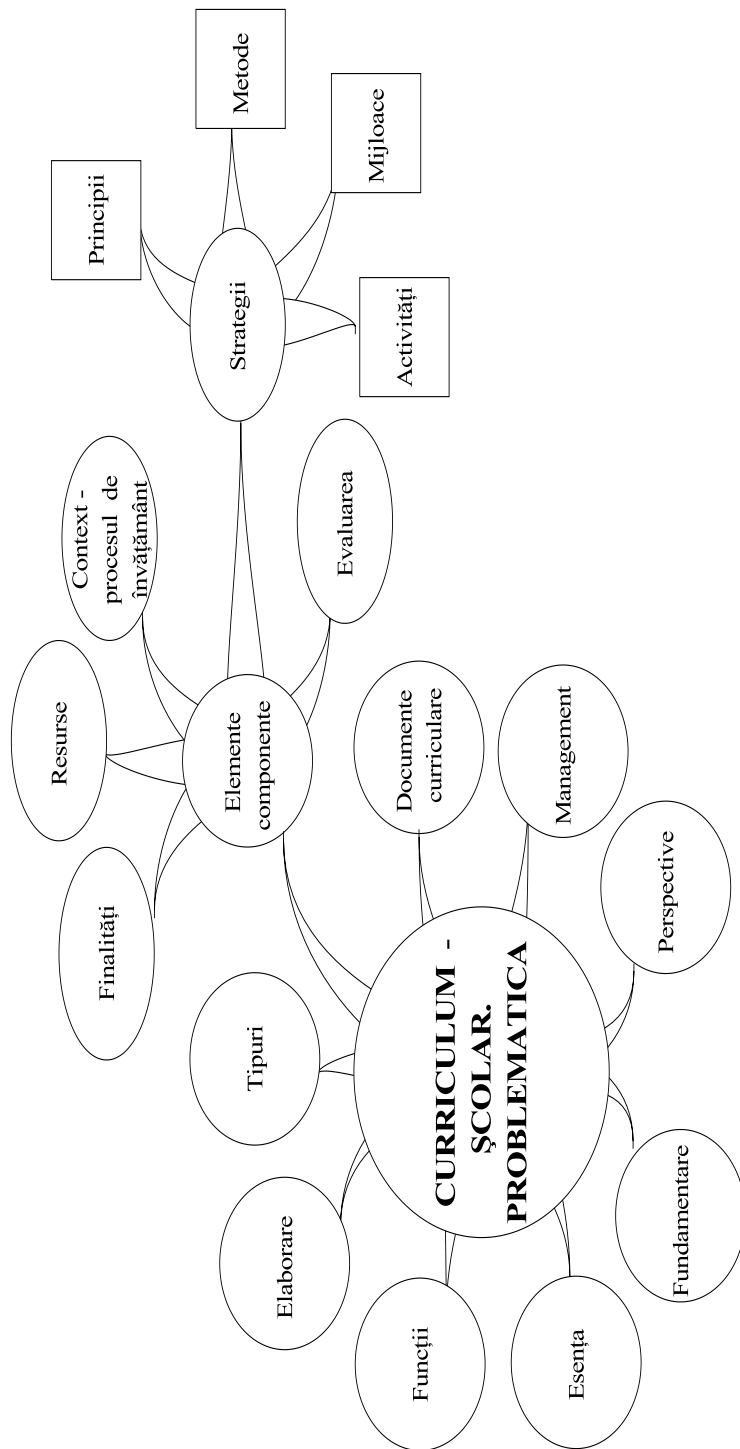 Principii
Metode
Mijloace
Activități
Strategii
Context -
procesul de
învățământ
Evaluarea
Resurse
Finalități
Elemente
componente
Documente
curriculare
Management
Perspective
Tipuri
Elaborare
CURRICULUM -
ŞCOLAR.
PROBLEMATICA
Funcții
Esența
Fundamentare